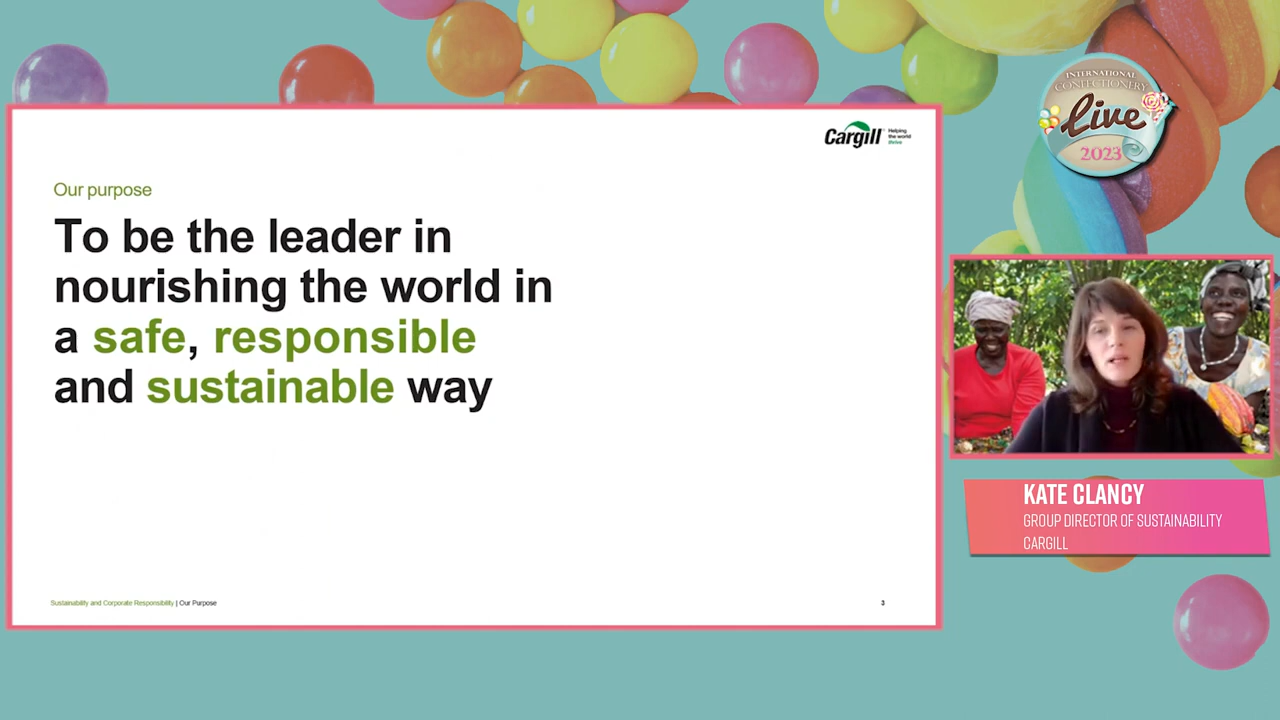 Cargill
Helping
the world
thrive
Our purpose
To be the leader in
nourishing the world in
a safe, responsible
and sustainable way
Sustainability and Corporate Responsibility | Our Purpose
3
INTERNATIONAL
CONFECTIONERY
Live
2023
KATE CLANCY
GROUP DIRECTOR OF SUSTAINABILITY
CARGILL